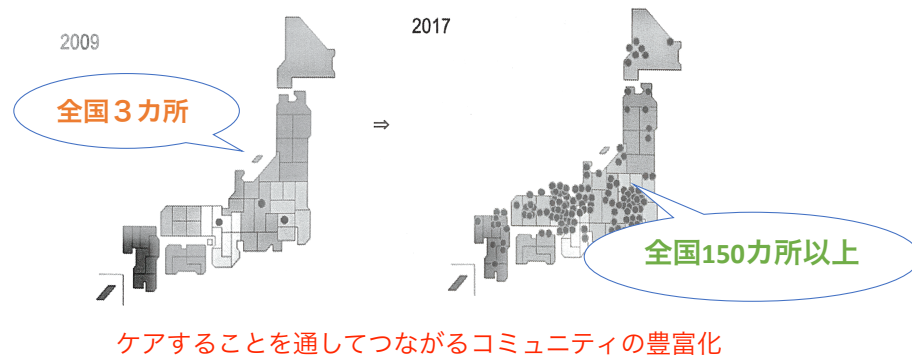 2009
2017
全国３カ所
⇒
全国150カ所以上
ケアすることを通してつながるコミュニティの豊富化